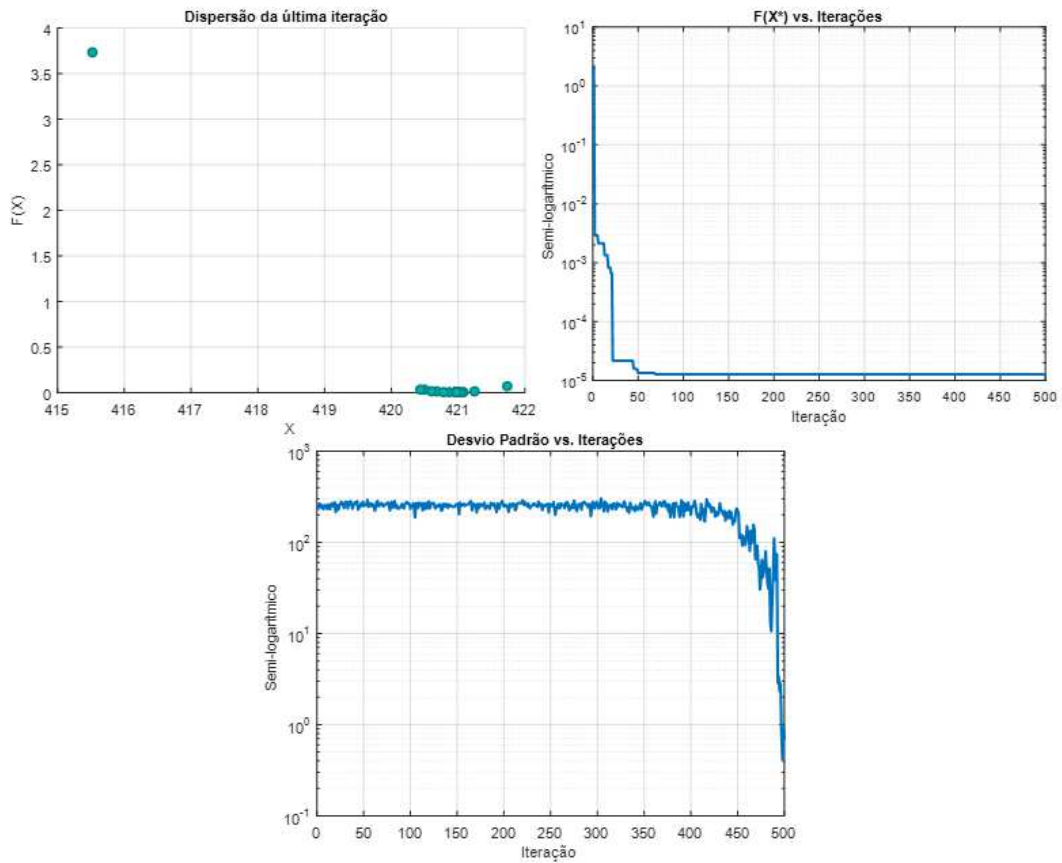 Dispersão da última iteração
F(X)
4
3.5
3
2.5
2
1.5
1
0.5
0
415 416 417 418 419 420 421 422
X
F(X*) vs. Iterações
Semi-logarítmico
10^1
10^0
10^-1
10^-2
10^-3
10^-4
10^-5
0 50 100 150 200 250 300 350 400 450 500
Iteração
Desvio Padrão vs. Iterações
Semi-logarítmico
10^3
10^2
10^1
10^0
10^-1
0 50 100 150 200 250 300 350 400 450 500
Iteração